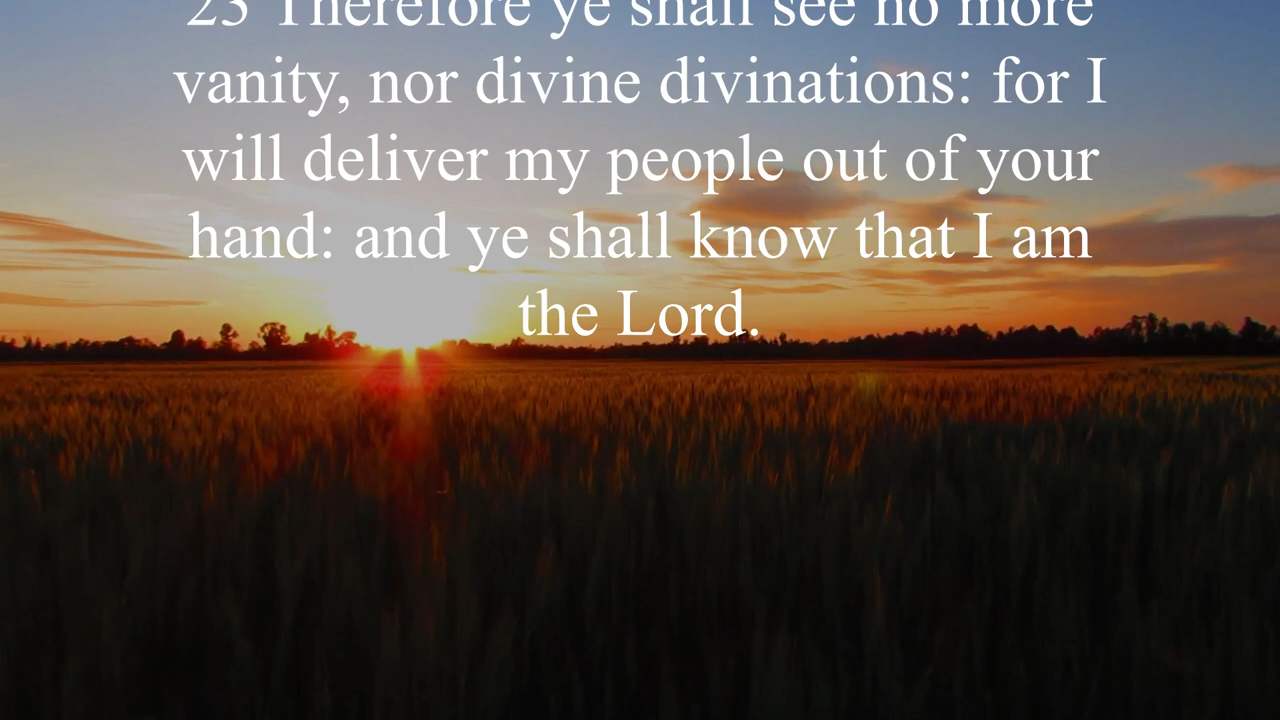 23 Therefore ye shall see no more
vanity, nor divine divinations: for I
will deliver my people out of your
hand: and ye shall know that I am
the Lord.